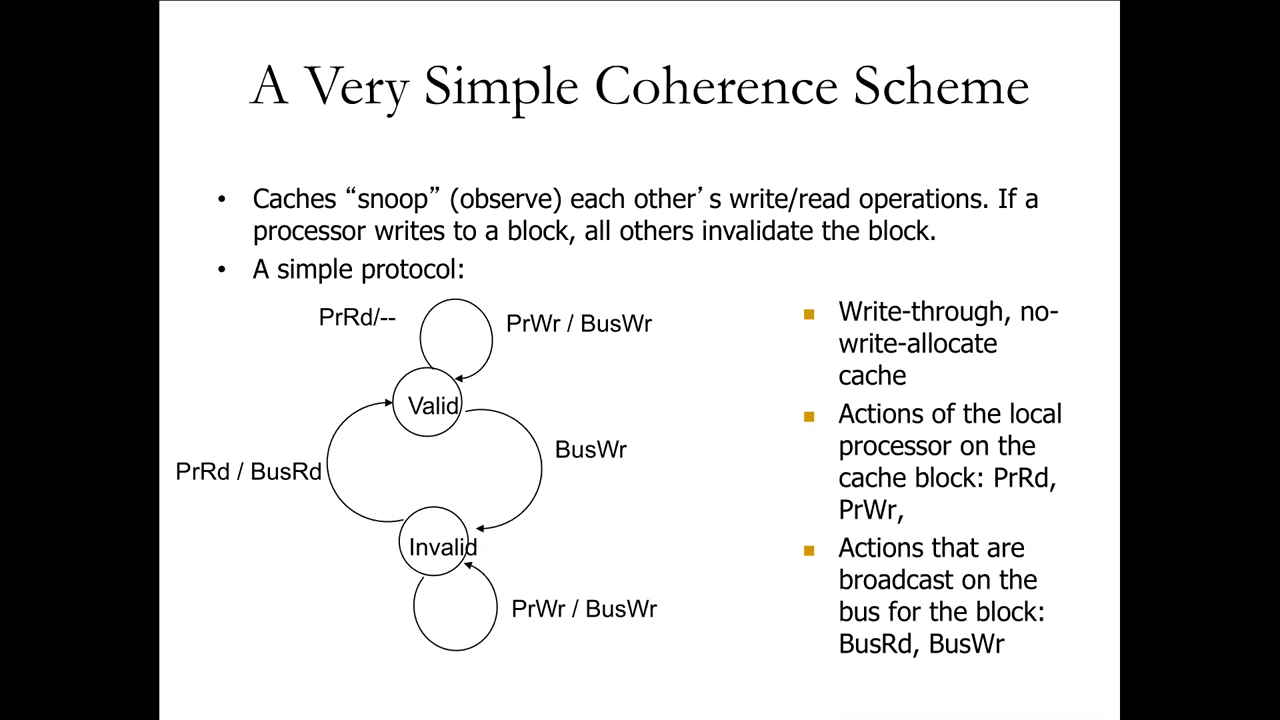 A Very Simple Coherence Scheme
• Caches “snoop” (observe) each other’s write/read operations. If a
processor writes to a block, all others invalidate the block.
• A simple protocol:
PrRd/--
PrWr / BusWr
Valid
BusWr
PrRd / BusRd
Invalid
PrWr / BusWr
Write-through, no-
write-allocate
cache
Actions of the local
processor on the
cache block: PrRd,
PrWr,
Actions that are
broadcast on the
bus for the block:
BusRd, BusWr